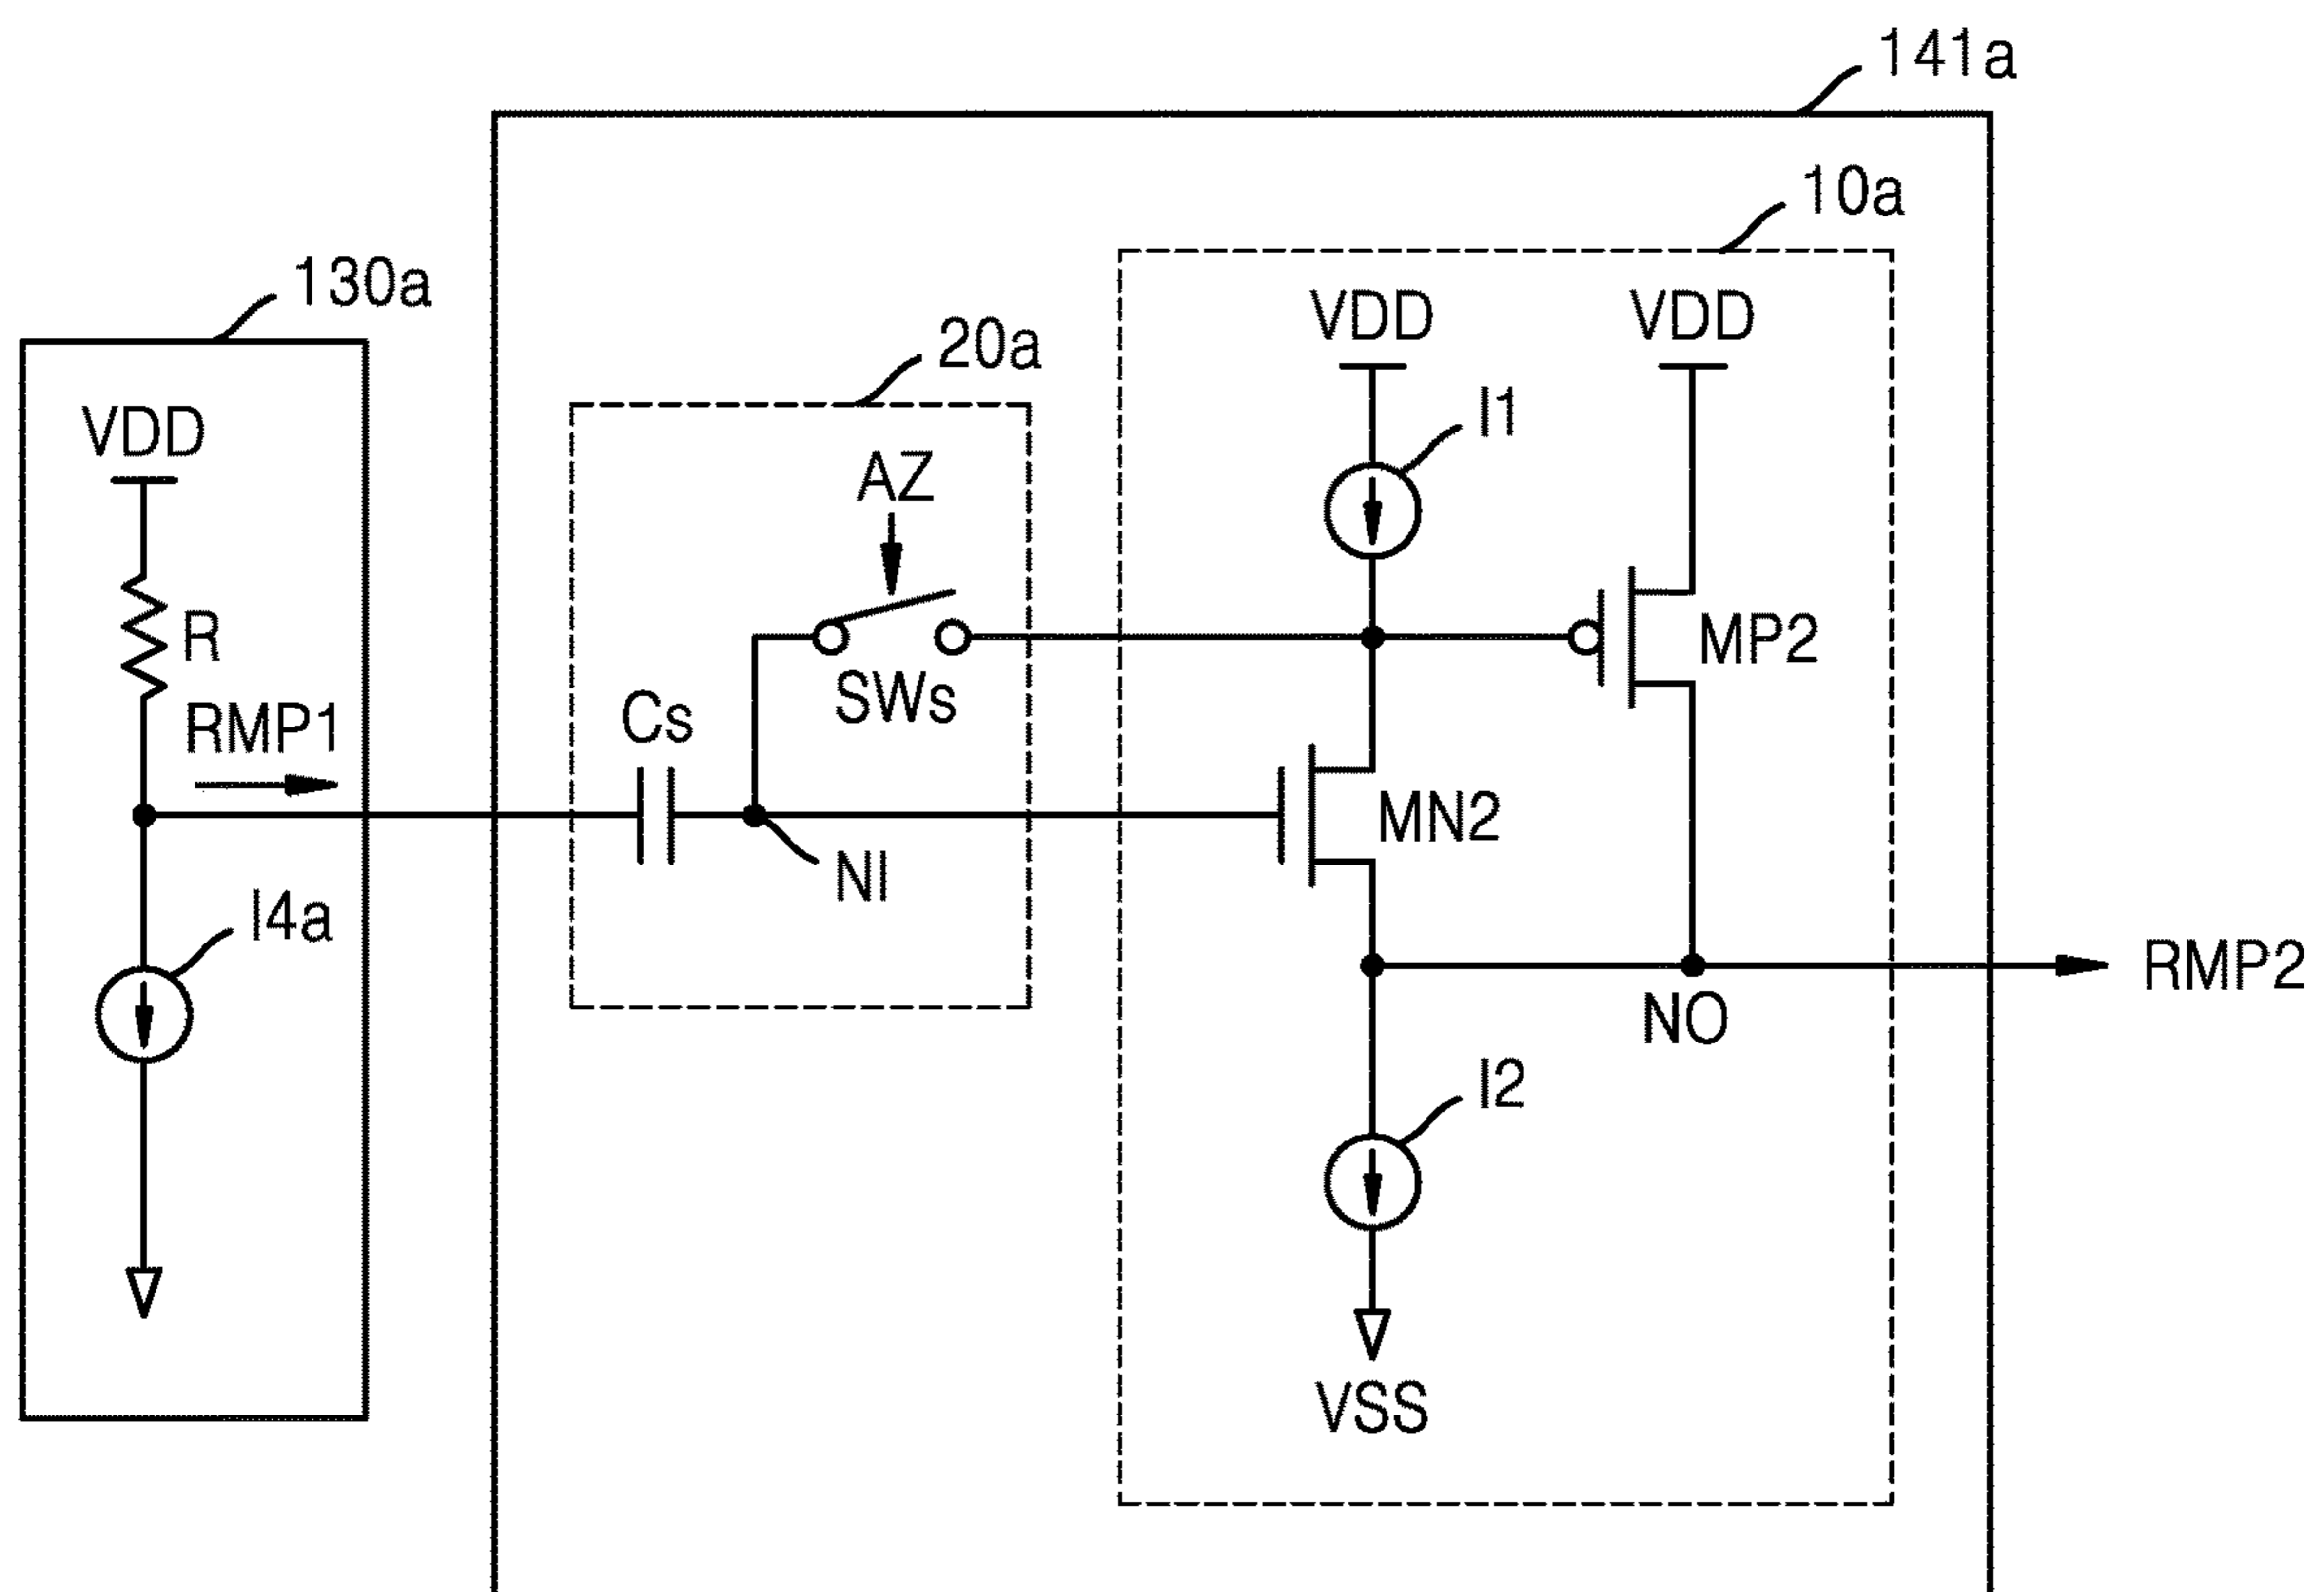 141a
10a
130a
20a
VDD
VDD
I1
VDD
AZ
R
MP2
SWs
Cs
RMP1
MN2
NI
I4a
RMP2
NO
I2
VSS